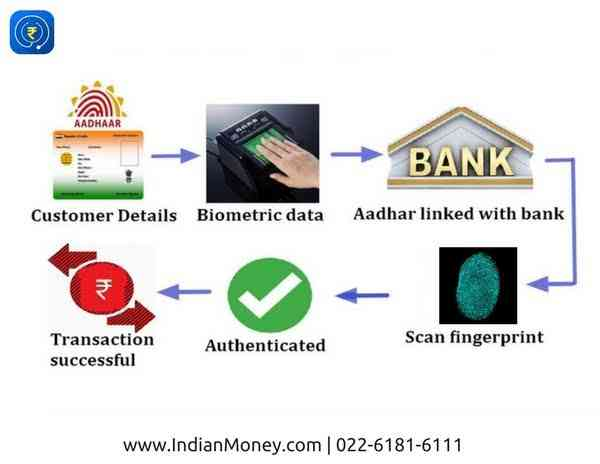 AADHAAR
BANK
Customer Details
Biometric data
Aadhar linked with bank
Transaction
successful
Authenticated
Scan fingerprint
www.IndianMoney.com | 022-6181-6111